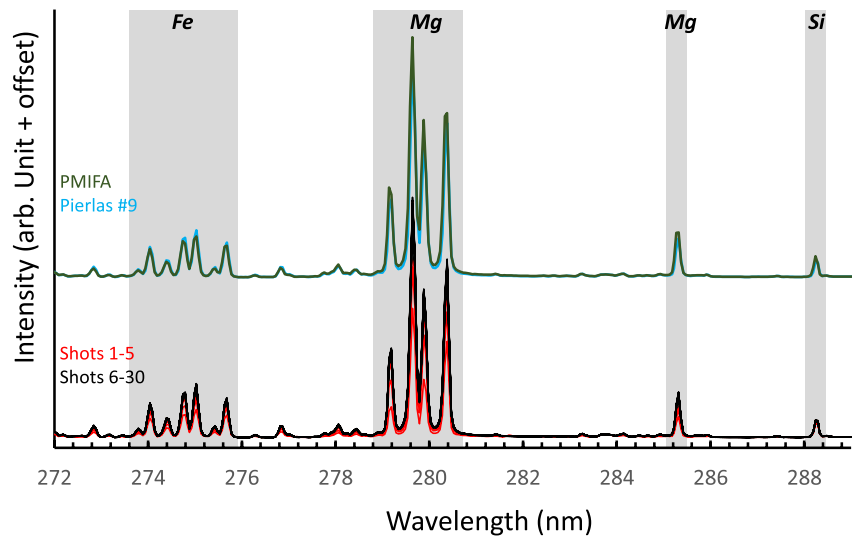 Fe
Mg
Mg
Si
Intensity (arb. Unit + offset)
PMIFA
Pierlas #9
Shots 1-5
Shots 6-30
272
274
276
278
280
282
284
286
288
Wavelength (nm)